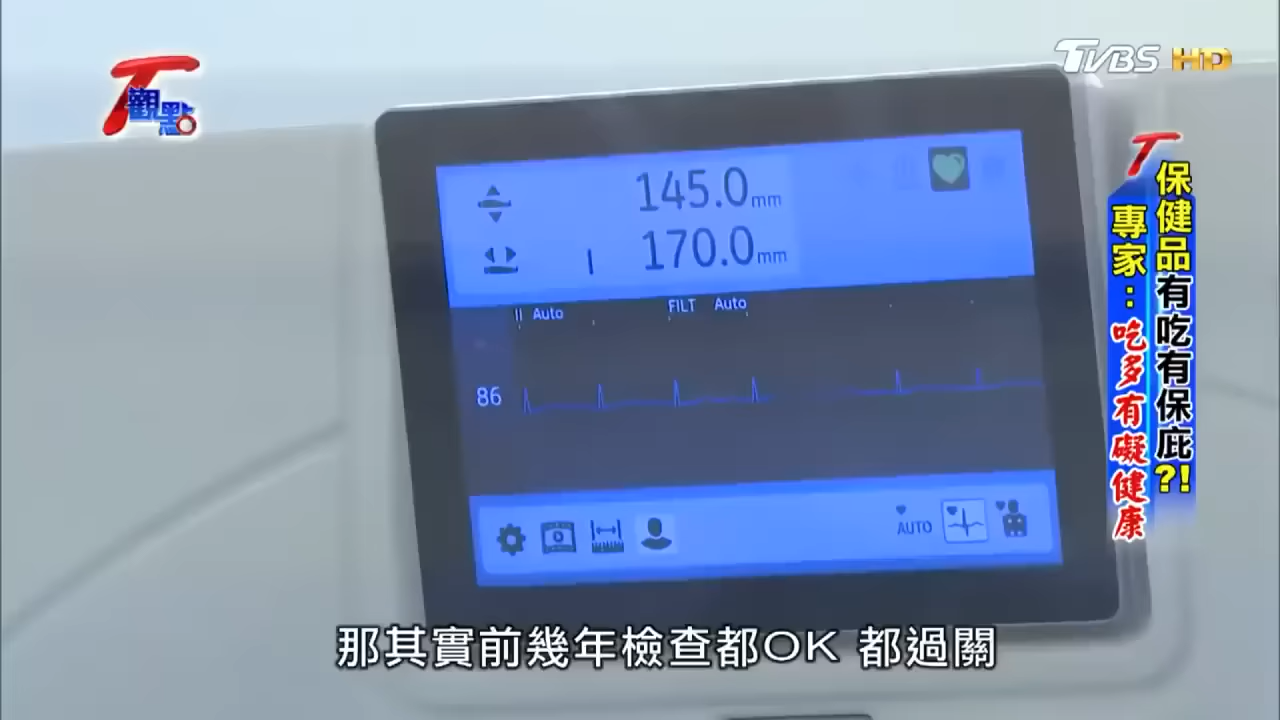 T觀點
TVBS HD
保健品有吃有保庇?!
專家：吃多有礙健康
145.0mm
I 170.0mm
II Auto FILT Auto
86
AUTO
那其實前幾年檢查都OK 都過關